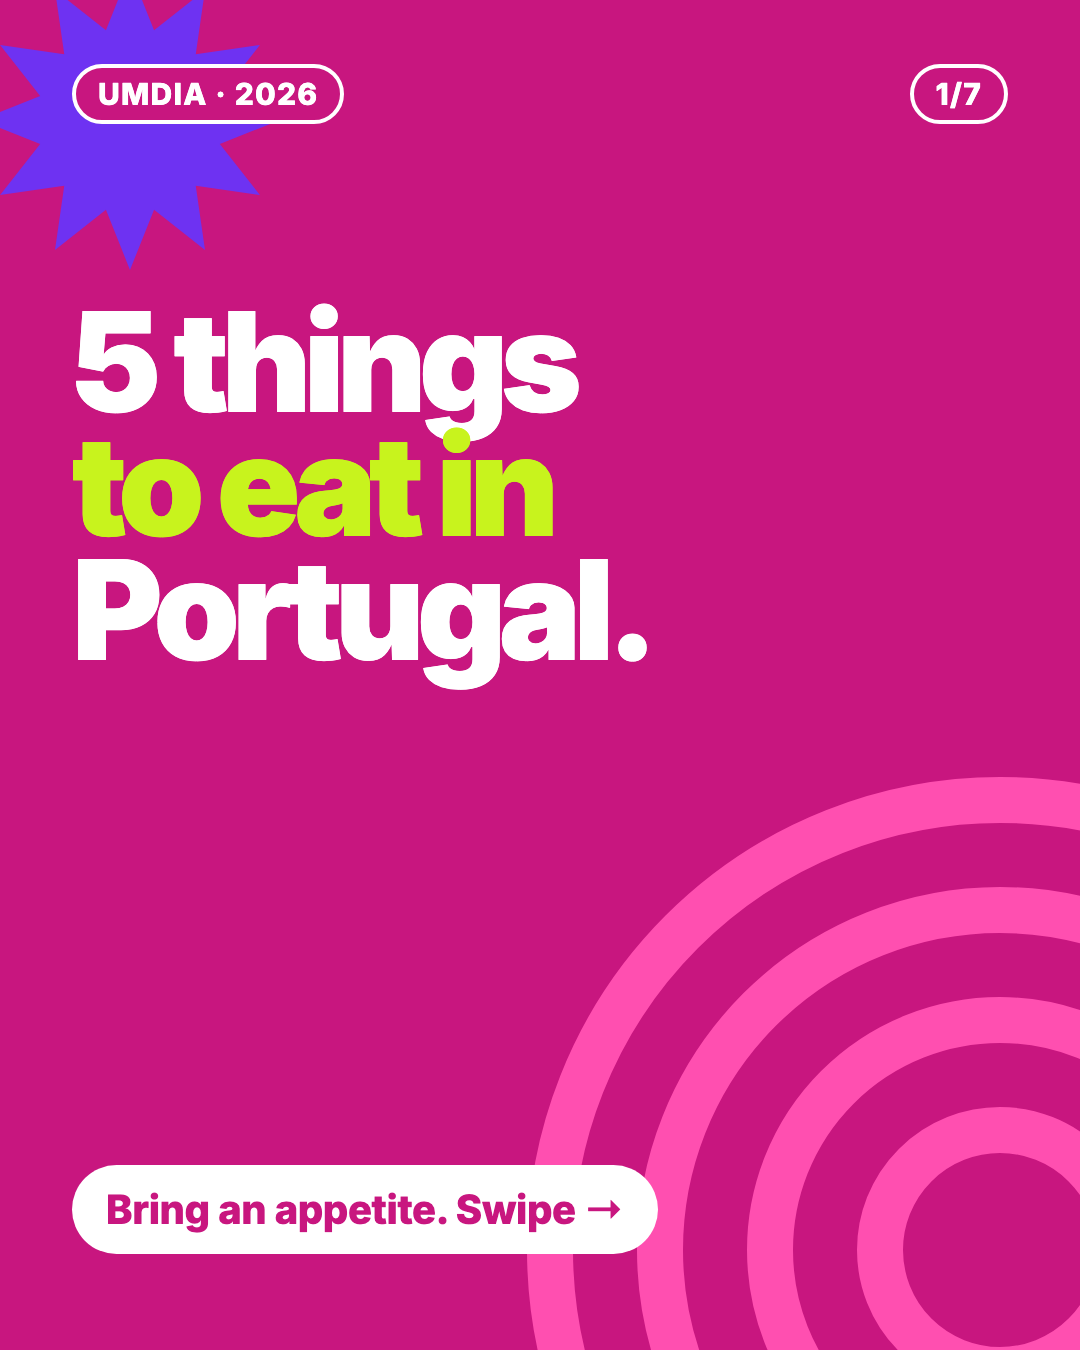 UMDIA · 2026
1/7
5 things
to eat in
Portugal.
Bring an appetite. Swipe →